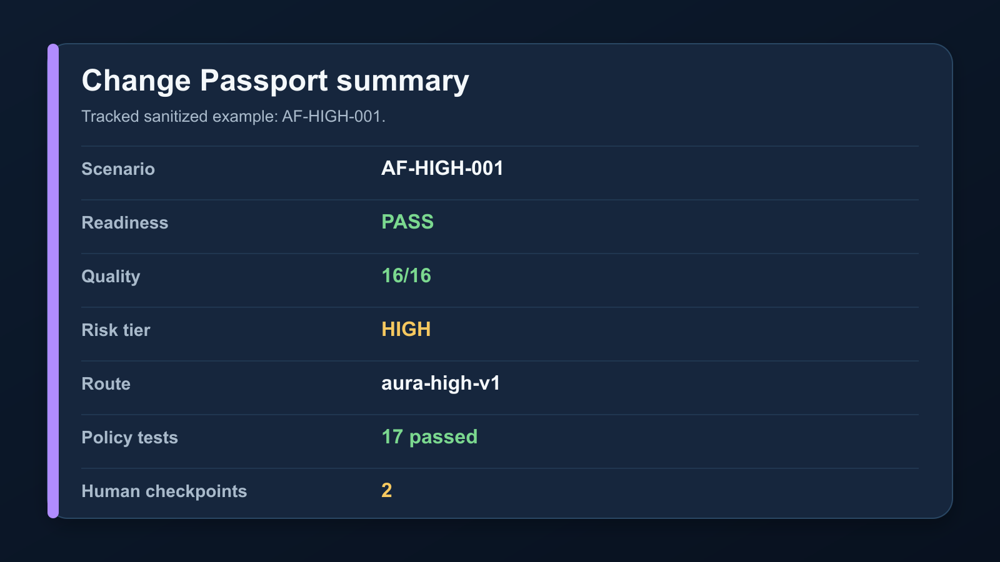 Change Passport summary
Tracked sanitized example: AF-HIGH-001.
Scenario AF-HIGH-001
Readiness PASS
Quality 16/16
Risk tier HIGH
Route aura-high-v1
Policy tests 17 passed
Human checkpoints 2